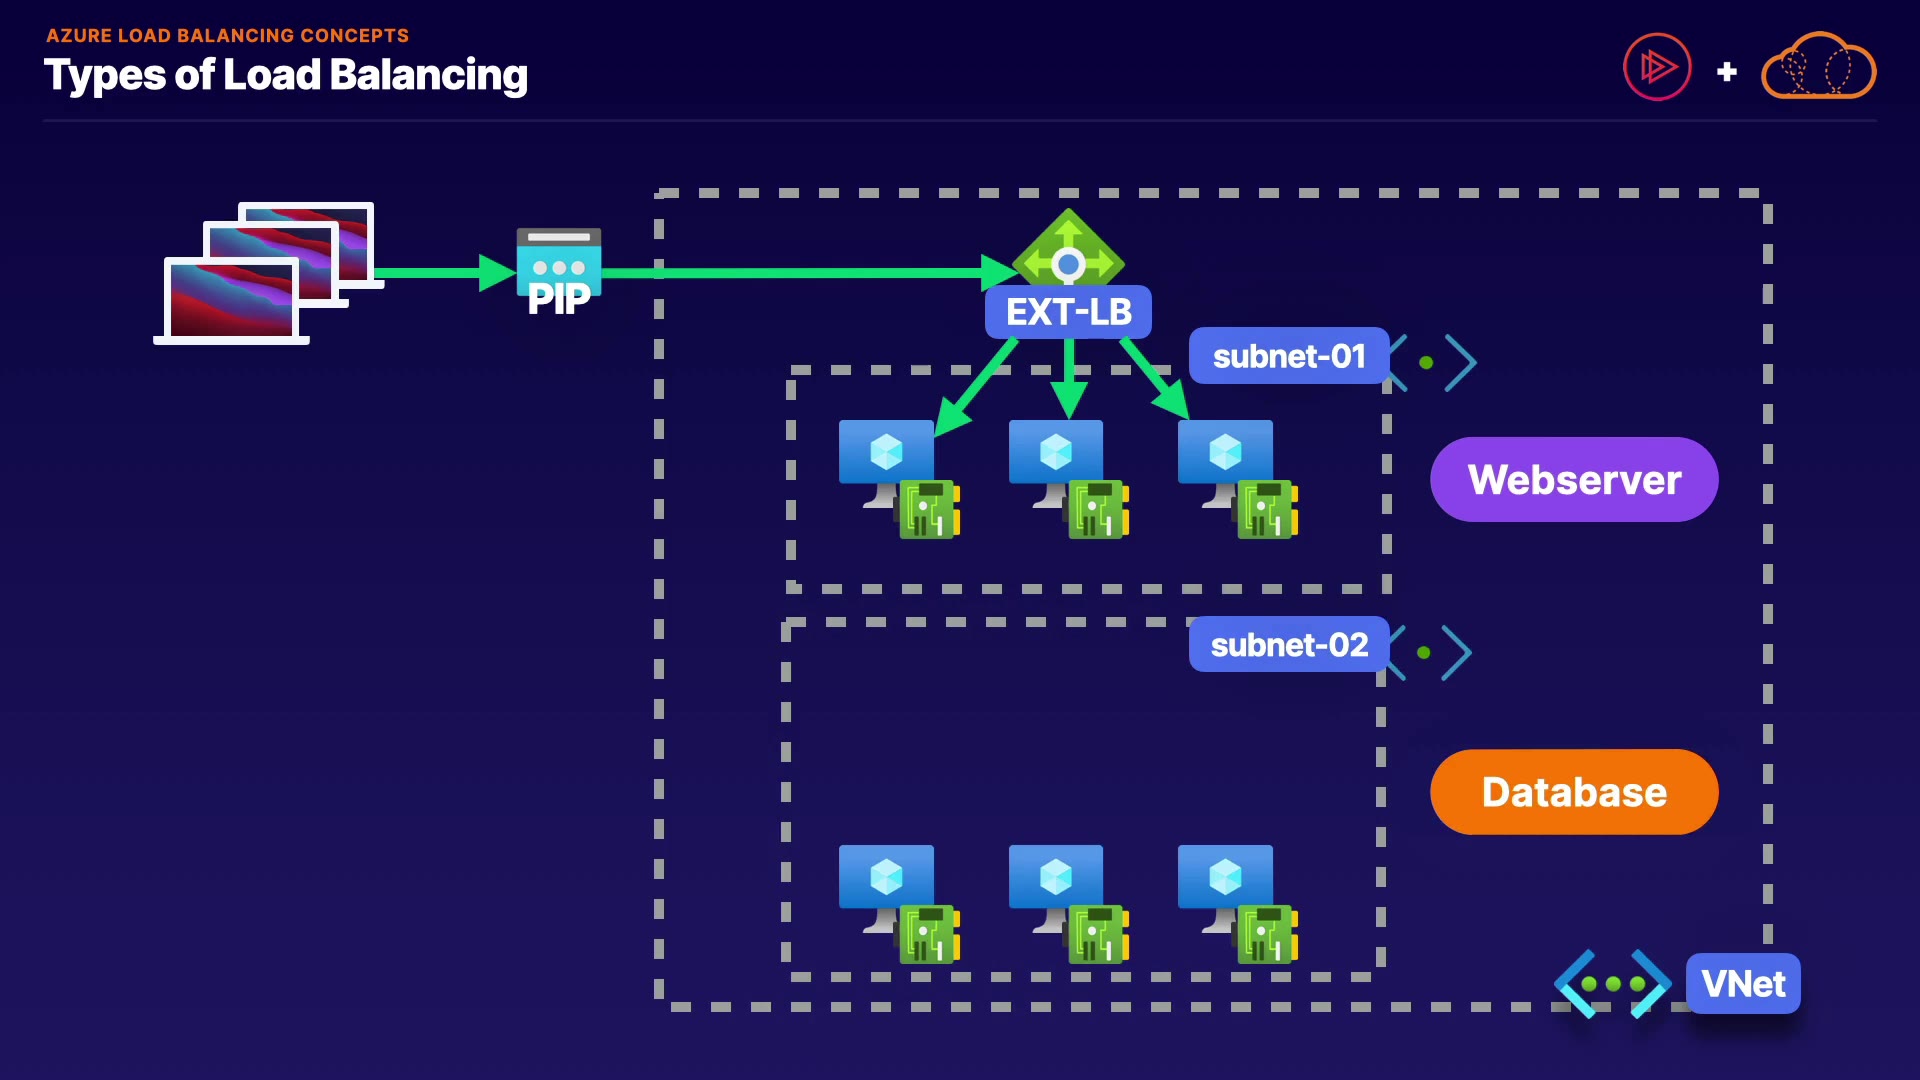 AZURE LOAD BALANCING CONCEPTS
Types of Load Balancing
PIP
EXT-LB
subnet-01
Webserver
subnet-02
Database
VNet